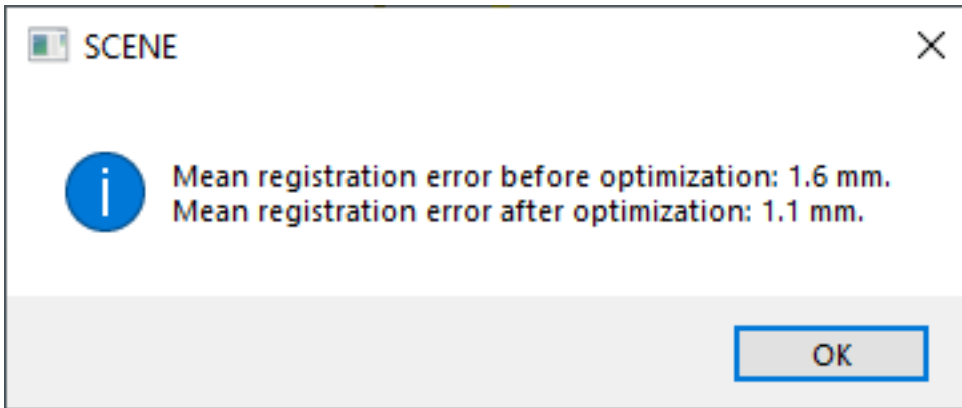 SCENE
Mean registration error before optimization: 1.6 mm.
Mean registration error after optimization: 1.1 mm.
OK